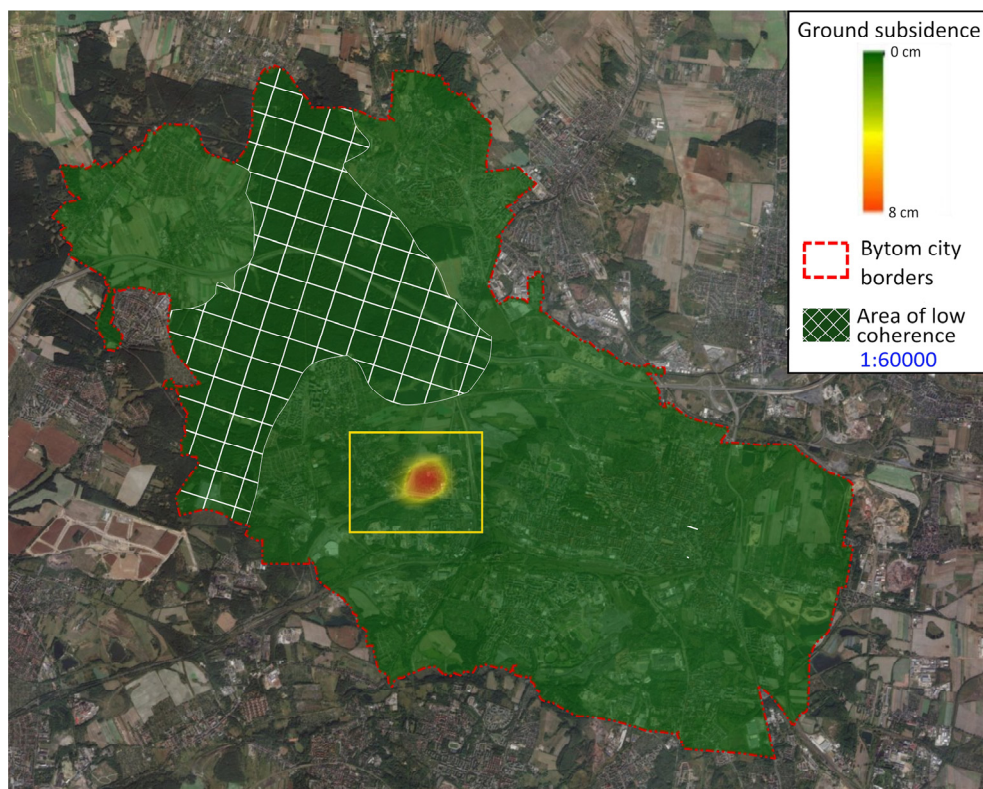 Ground subsidence
0 cm
8 cm
Bytom city
borders
Area of low
coherence
1:60000